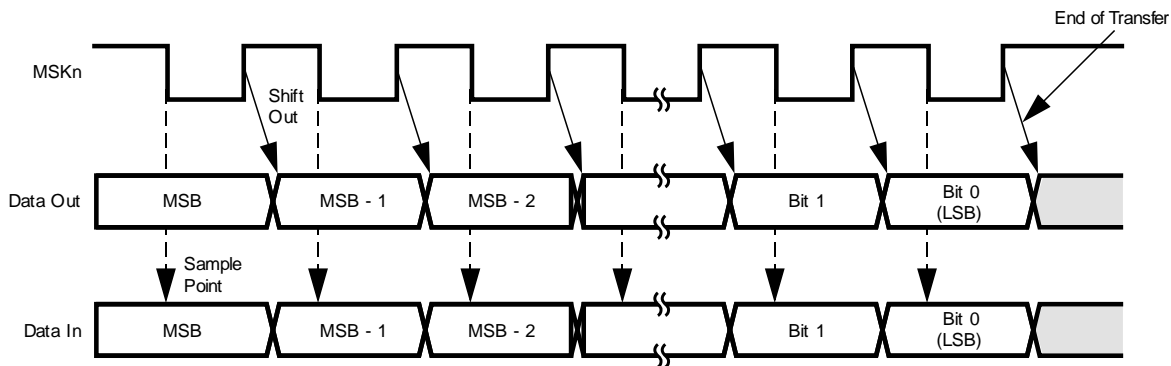 End of Transfer
MSKn
Shift
Out
Data Out
MSB
MSB - 1
MSB - 2
Bit 1
Bit 0
(LSB)
Sample
Point
Data In
MSB
MSB - 1
MSB - 2
Bit 1
Bit 0
(LSB)